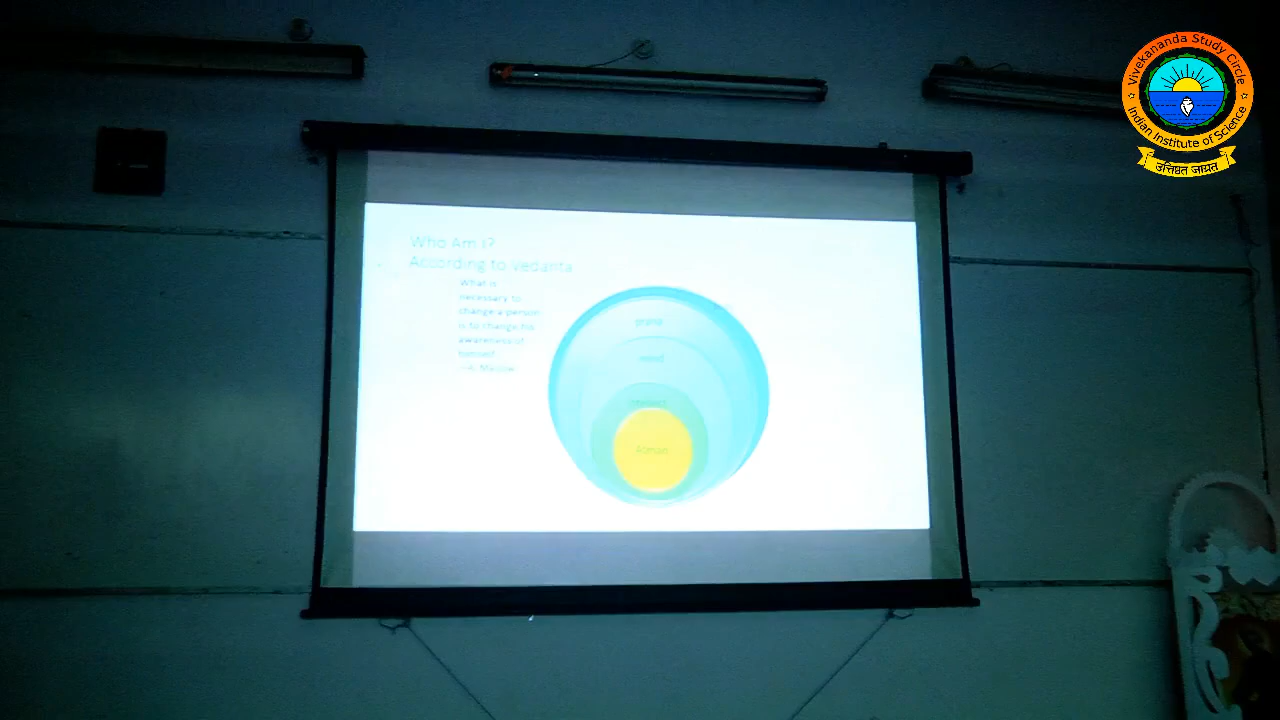 Vivekananda Study Circle
Indian Institute of Science
उत्तिष्ठत जाग्रत
Who Am I?
According to Vedanta
What is
necessary to
change a person
is to change his
awareness of
himself.
prana
mind
intellect
Atman